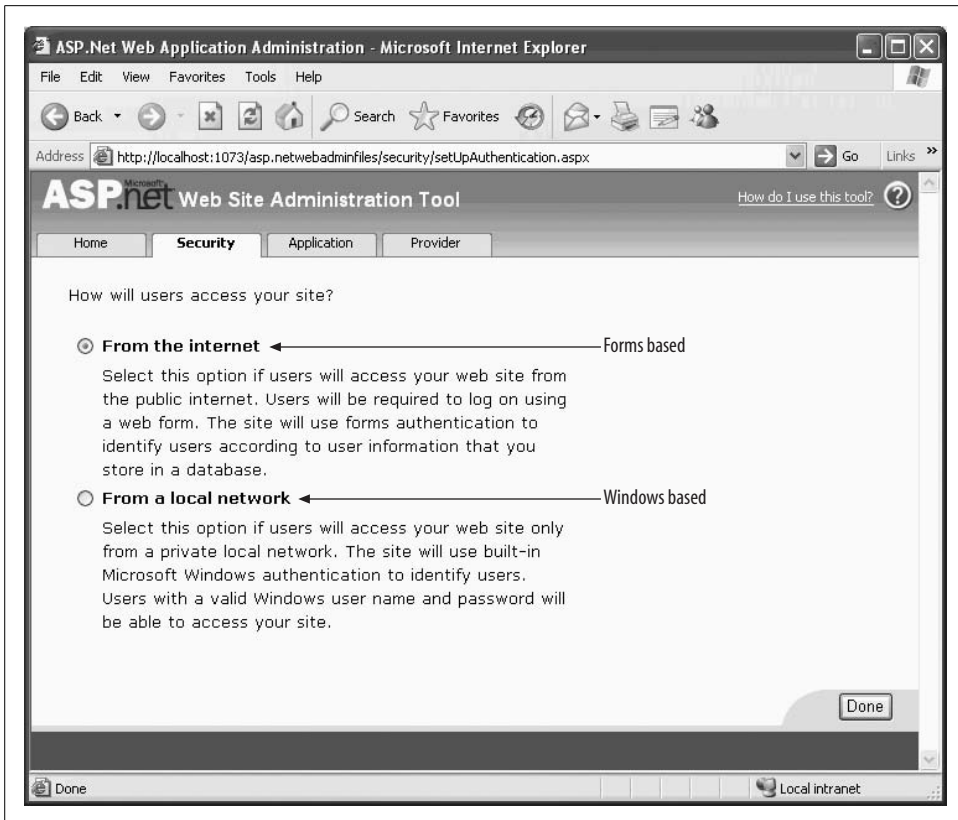 ASP.Net Web Application Administration - Microsoft Internet Explorer
File Edit View Favorites Tools Help
Back Search Favorites
Address http://localhost:1073/asp.netwebadminfiles/security/setUpAuthentication.aspx Go Links »
Microsoft
ASP.net Web Site Administration Tool How do I use this tool? ?
Home Security Application Provider
How will users access your site?
From the internet Forms based
Select this option if users will access your web site from
the public internet. Users will be required to log on using
a web form. The site will use forms authentication to
identify users according to user information that you
store in a database.
From a local network Windows based
Select this option if users will access your web site only
from a private local network. The site will use built-in
Microsoft Windows authentication to identify users.
Users with a valid Windows user name and password will
be able to access your site.
Done
Done Local intranet